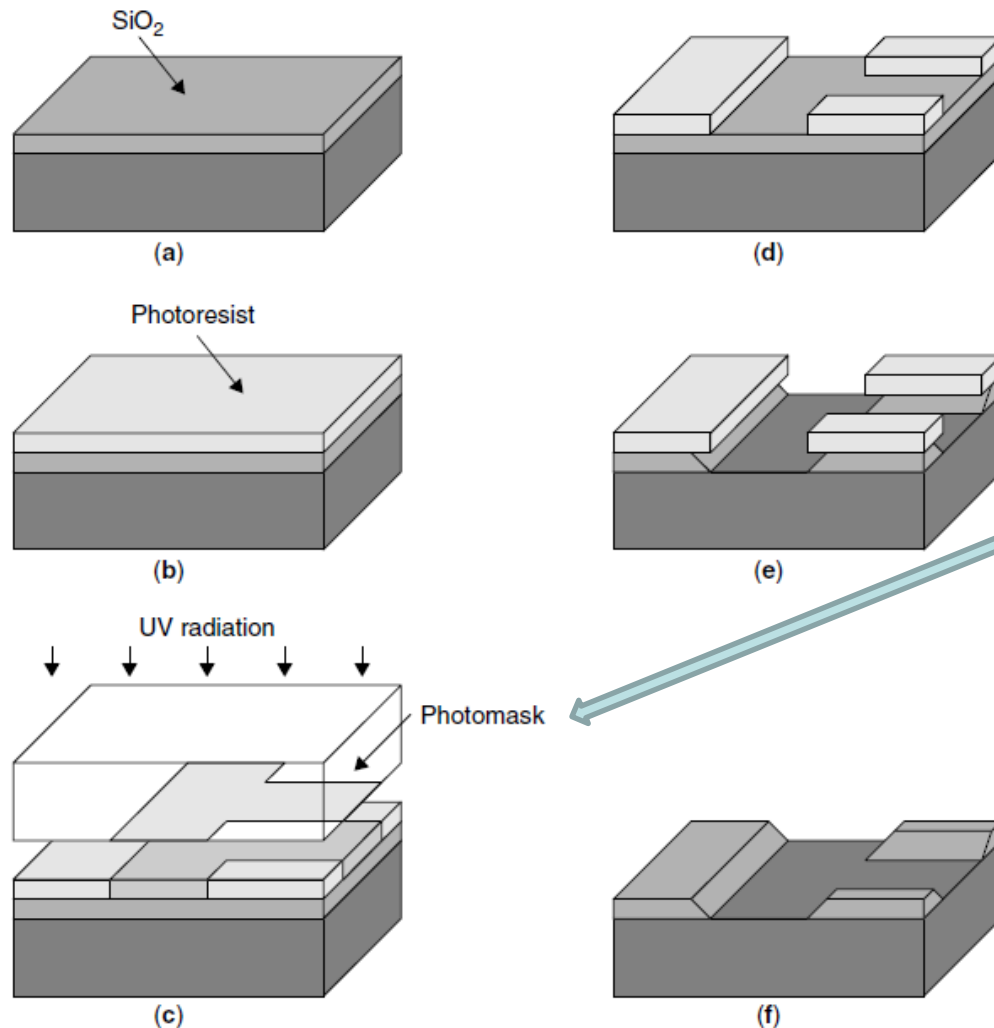 SiO₂
(a)
Photoresist
(b)
UV radiation
Photomask
(c)
(d)
(e)
(f)